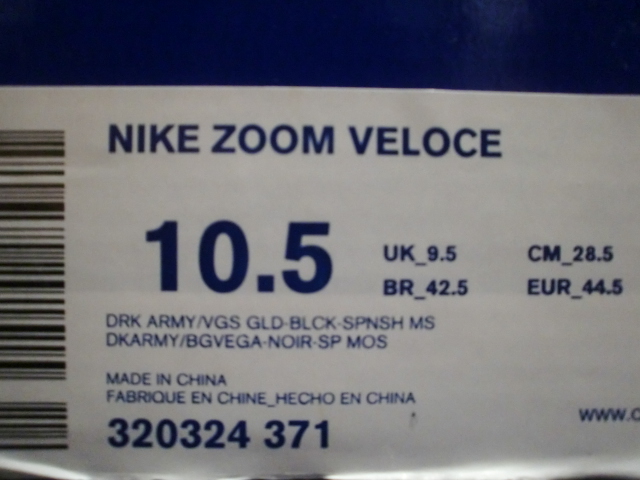 NIKE ZOOM VELOCE
10.5
UK_9.5 CM_28.5
BR_42.5 EUR_44.5
DRK ARMY/VGS GLD-BLCK-SPNSH MS
DKARMY/BGVEGA-NOIR-SP MOS
MADE IN CHINA
FABRIQUE EN CHINE_HECHO EN CHINA
320324 371